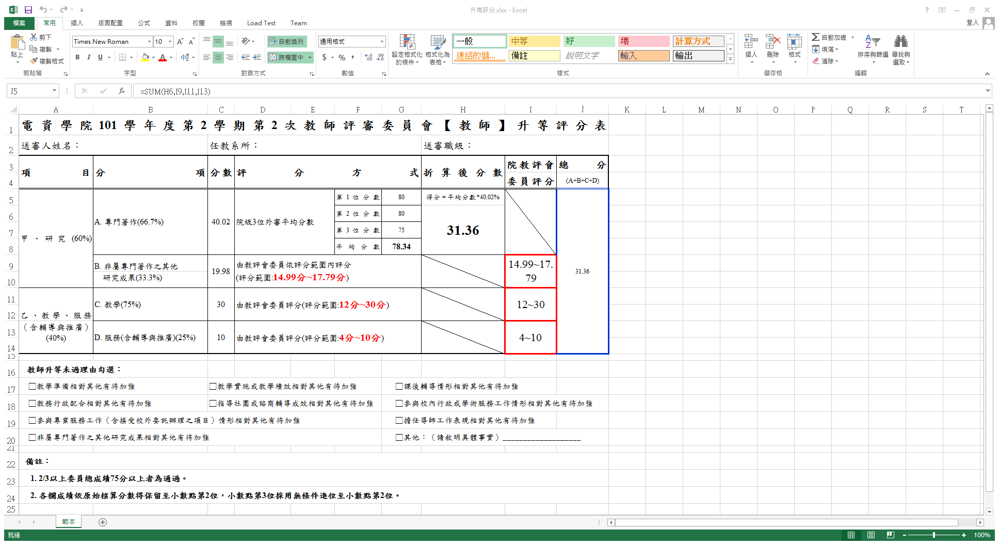 升等評分.xlsx - Excel
檔案 常用 插入 版面配置 公式 資料 校閱 檢視 Load Test Team 登入
貼上 剪下 複製 複製格式 剪貼簿
Times New Roman 10 字型
自動換列 跨欄置中 對齊方式
通用格式 數值
設定格式化的條件 格式化為表格
一般 中等 好 壞 計算方式
連結的儲... 備註 說明文字 輸入 輸出
樣式
插入 刪除 格式 儲存格
自動加總 填滿 清除 排序與篩選 尋找與選取 編輯
J5 =SUM(H6,I9,I11,I13)
A B C D E F G H I J K L M N O P Q R S T
電資學院101學年度第2學期第2次教師評審委員會【教師】升等評分表
送審人姓名： 任教系所： 送審職級：
項目 分項 分數 評分方式 折算後分數 院教評會委員評分 總分
(A+B+C+D)
甲、研究 (60%)
A. 專門著作(66.7%) 40.02 院級3位外審平均分數
第1位分數 80 得分＝平均分數*40.02%
第2位分數 80
第3位分數 75 31.36
平均分數 78.34
B. 非屬專門著作之其他
研究成果(33.3%)
19.98
由教評會委員依評分範圍內評分
(評分範圍:14.99分~17.79分)
14.99~17.
79
31.36
乙、教學、服務
（含輔導與推廣）
(40%)
C. 教學(75%) 30 由教評會委員評分(評分範圍:12分~30分) 12~30
D. 服務(含輔導與推廣)(25%) 10 由教評會委員評分(評分範圍:4分~10分) 4~10
教師升等未過理由勾選：
□教學準備相對其他有待加強 □教學實施或教學績效相對其他有待加強 □課後輔導情形相對其他有待加強
□教務行政配合相對其他有待加強 □指導社團或諮商輔導成效相對其他有待加強 □參與校內行政或學術服務工作情形相對其他有待加強
□參與專業服務工作（含接受校外委託辦理之項目）情形相對其他有待加強 □擔任導師工作表現相對其他有待加強
□非屬專門著作之其他研究成果相對其他有待加強 □其他：（請敘明具體事實）___________________
備註：
1. 2/3以上委員總成績75分以上者為通過。
2. 各欄成績依原始核算分數得保留至小數點第2位，小數點第3位採用無條件進位至小數點第2位。
1
2
3
4
5
6
7
8
9
10
11
12
13
14
15
16
17
18
19
20
21
22
23
24
25
範本
就緒 100%